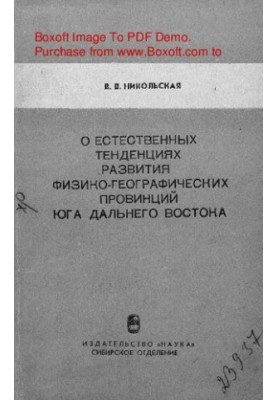 Boxoft Image To PDF Demo.
Purchase from www.Boxoft.com to
В. В. НИКОЛЬСКАЯ
О ЕСТЕСТВЕННЫХ
ТЕНДЕНЦИЯХ
РАЗВИТИЯ
ФИЗИКО-ГЕОГРАФИЧЕСКИХ
ПРОВИНЦИЙ
ЮГА ДАЛЬНЕГО ВОСТОКА
ИЗДАТЕЛЬСТВО «НАУКА»
СИБИРСКОЕ ОТДЕЛЕНИЕ